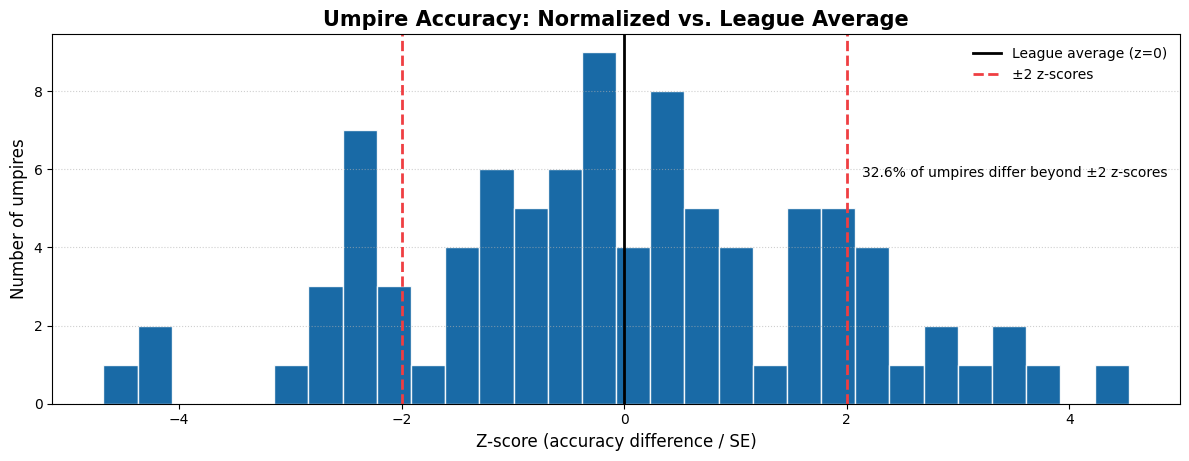 Umpire Accuracy: Normalized vs. League Average
League average (z=0)
±2 z-scores
32.6% of umpires differ beyond ±2 z-scores
Number of umpires
8
6
4
2
0
−4
−2
0
2
4
Z-score (accuracy difference / SE)